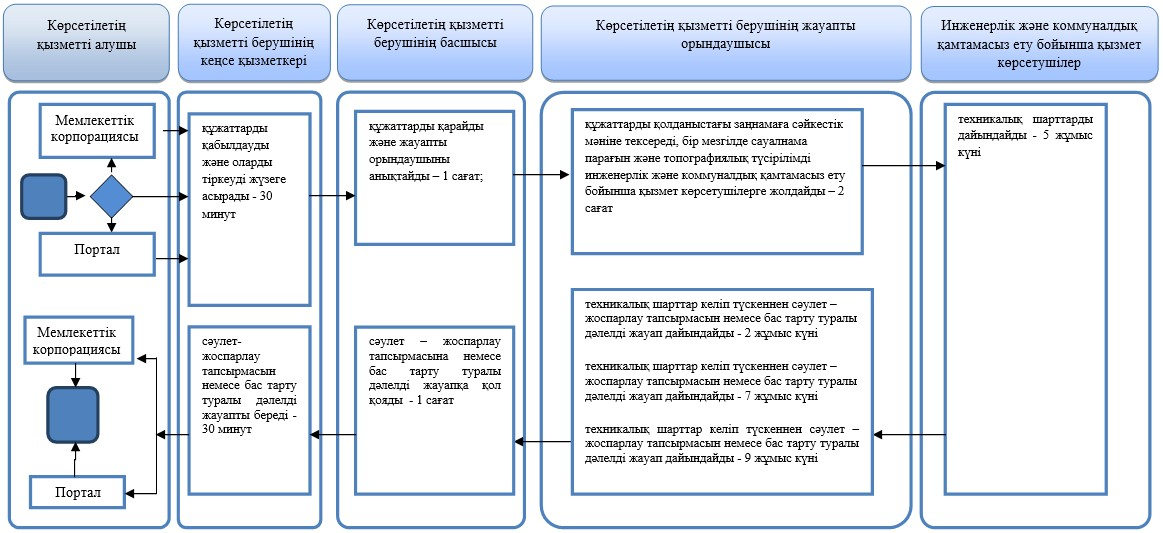 Көрсетілетің
қызметті алушы
Көрсетілетің
қызметті берушінің
кеңсе қызметкері
Көрсетілетің қызметті
берушінің басшысы
Көрсетілетің қызметті берушінің жауапты
орындаушысы
Инженерлік және коммуналдық
қамтамасыз ету бойынша қызмет
көрсетушілер
Мемлекеттік
корпорациясы
Портал
құжаттарды
қабылдауды
және оларды
тіркеуді жүзеге
асырады - 30
минут
құжаттарды қарайды
және жауапты
орындаушыны
анықтайды – 1 сағат;
құжаттарды қолданыстағы заңнамаға сәйкестік
мәніне тексереді, бір мезгілде сауалнама
парағын және топографиялық түсірілімді
инженерлік және коммуналдық қамтамасыз ету
бойынша қызмет көрсетушілерге жолдайды – 2
сағат
техникалық шарттарды
дайындайды - 5 жұмыс
күні
Мемлекеттік
корпорациясы
Портал
сәулет-
жоспарлау
тапсырмасын
немесе бас тарту
туралы дәлелді
жауапты береді -
30 минут
сәулет – жоспарлау
тапсырмасына немесе
бас тарту туралы
дәлелді жауапқа қол
қояды - 1 сағат
техникалық шарттар келіп түскеннен сәулет –
жоспарлау тапсырмасын немесе бас тарту туралы
дәлелді жауап дайындайды - 2 жұмыс күні
техникалық шарттар келіп түскеннен сәулет –
жоспарлау тапсырмасын немесе бас тарту туралы
дәлелді жауап дайындайды - 7 жұмыс күні
техникалық шарттар келіп түскеннен сәулет –
жоспарлау тапсырмасын немесе бас тарту туралы
дәлелді жауап дайындайды - 9 жұмыс күні